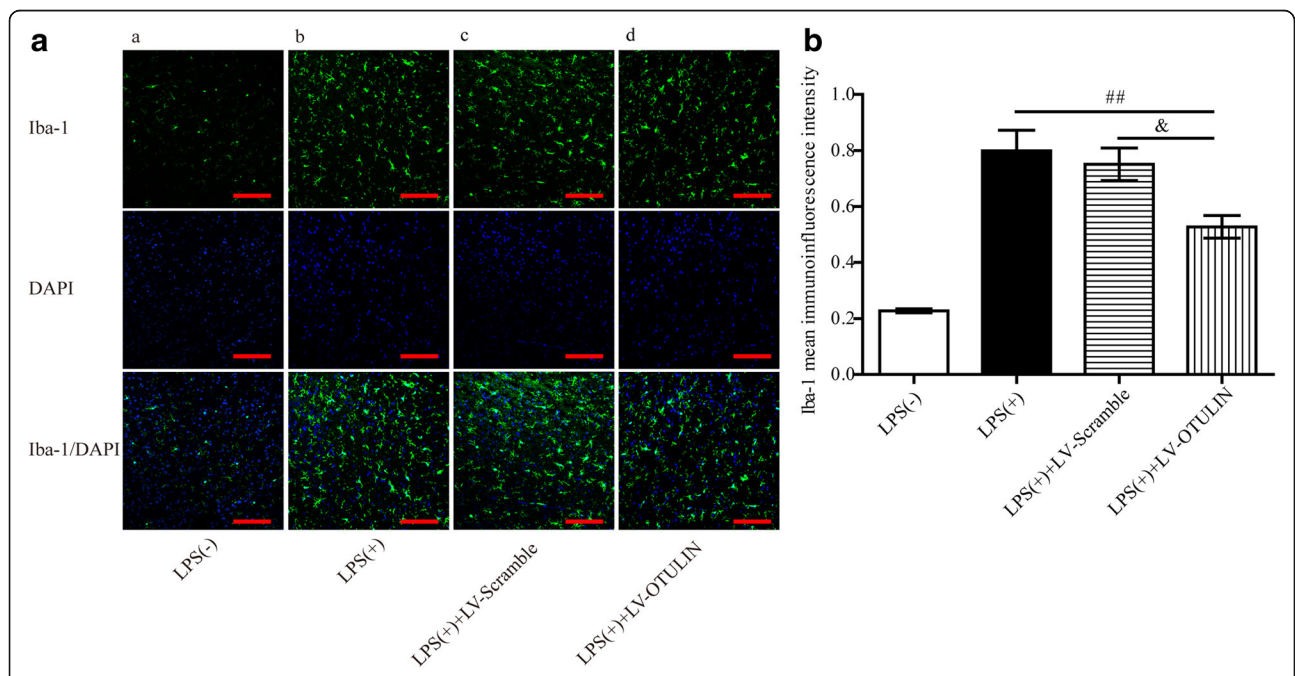 a
a b c d
Iba-1
DAPI
Iba-1/DAPI
LPS(-)
LPS(+)
LPS(+)+LV-Scramble
LPS(+)+LV-OTULIN
b
Iba-1 mean immunoinfluorescence intensity
1.0
0.8
0.6
0.4
0.2
0.0
##
&
LPS(-)
LPS(+)
LPS(+)+LV-Scramble
LPS(+)+LV-OTULIN